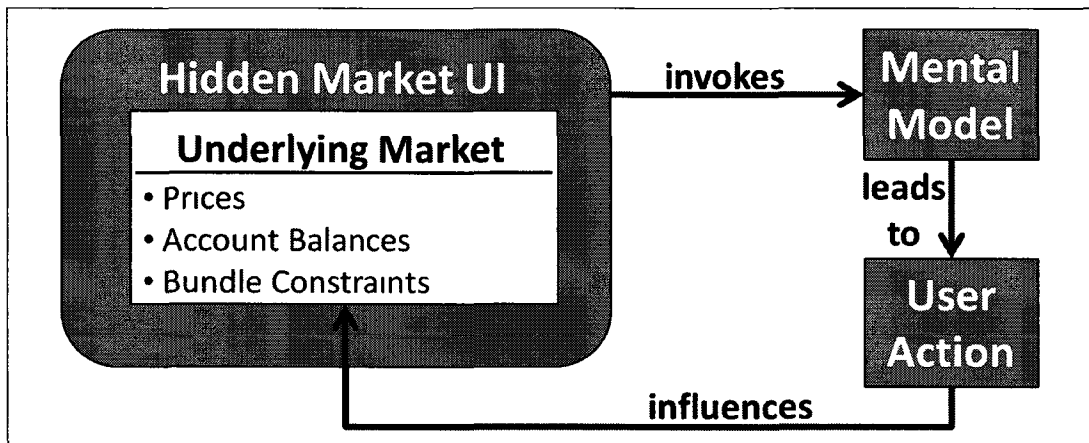 Hidden Market UI
Underlying Market
• Prices
• Account Balances
• Bundle Constraints
invokes
Mental
Model
leads
to
User
Action
influences